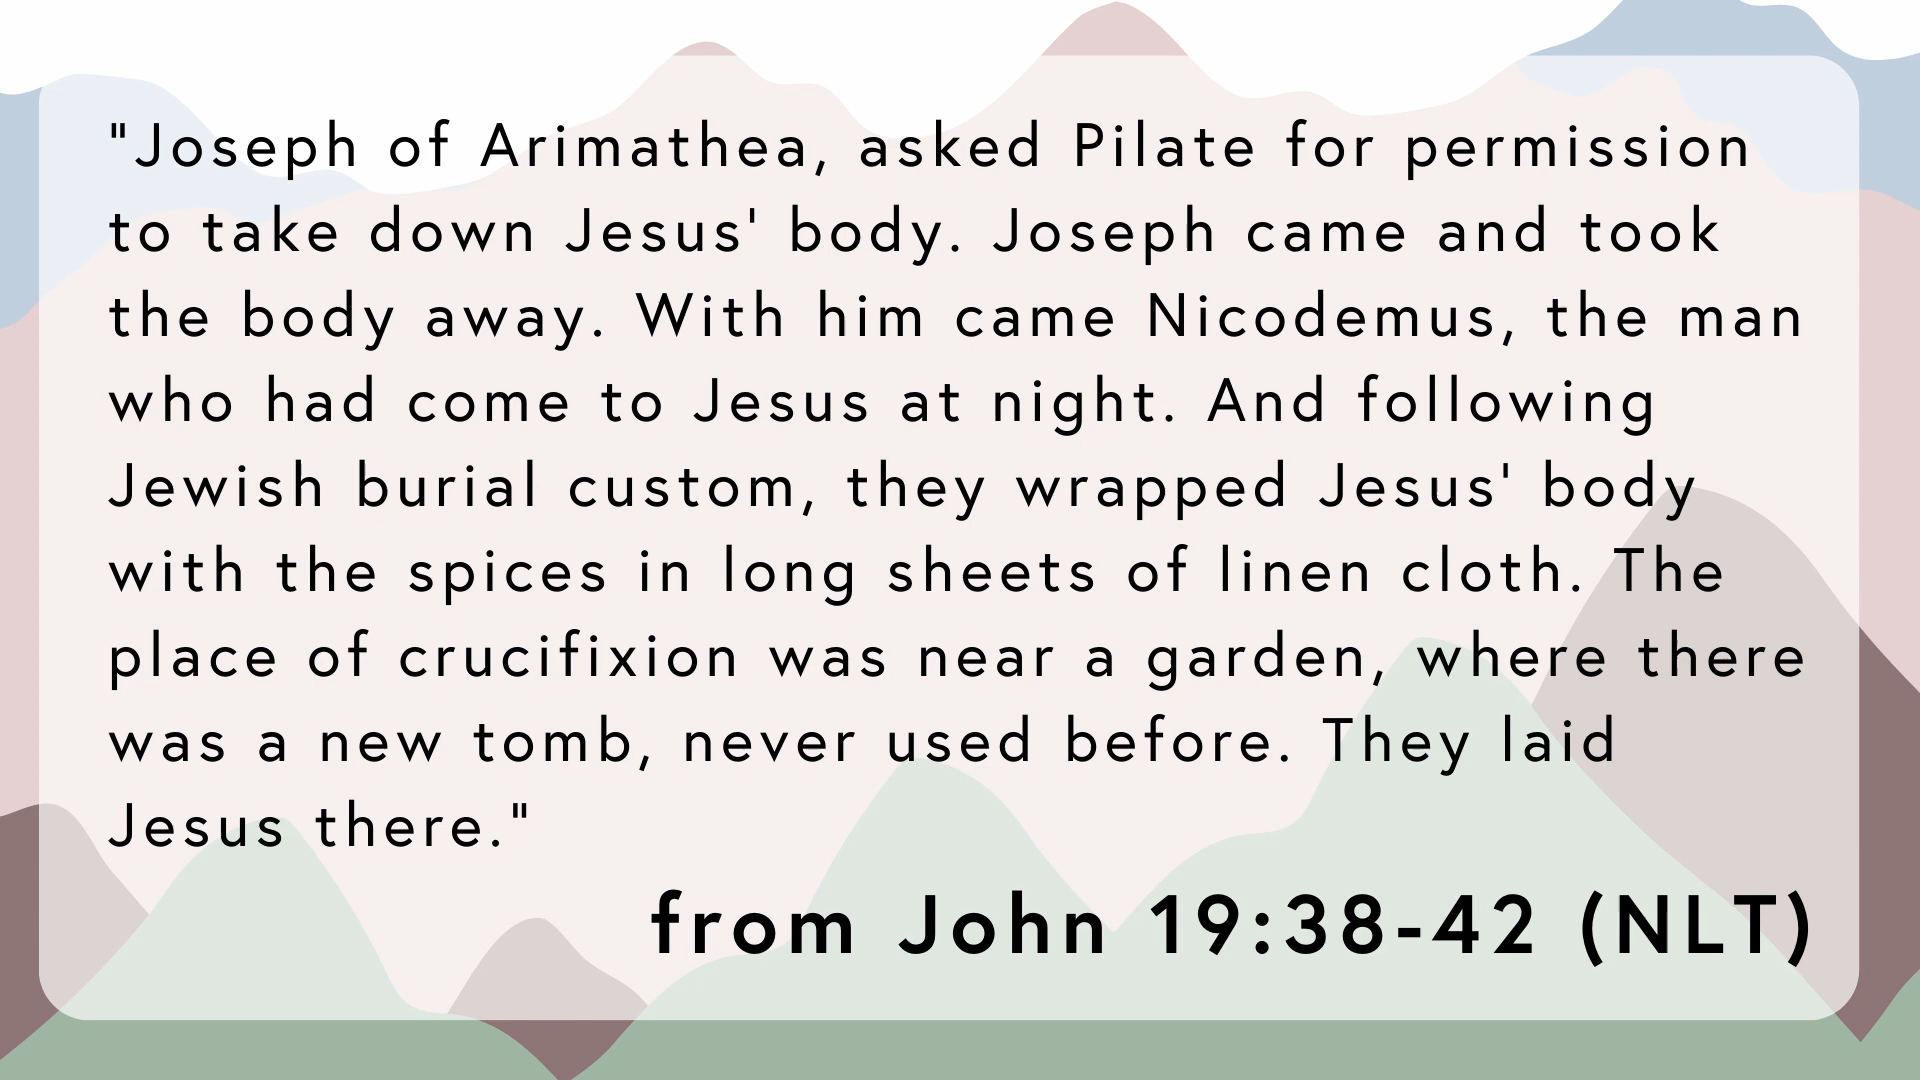 "Joseph of Arimathea, asked Pilate for permission
to take down Jesus' body. Joseph came and took
the body away. With him came Nicodemus, the man
who had come to Jesus at night. And following
Jewish burial custom, they wrapped Jesus' body
with the spices in long sheets of linen cloth. The
place of crucifixion was near a garden, where there
was a new tomb, never used before. They laid
Jesus there."
from John 19:38-42 (NLT)